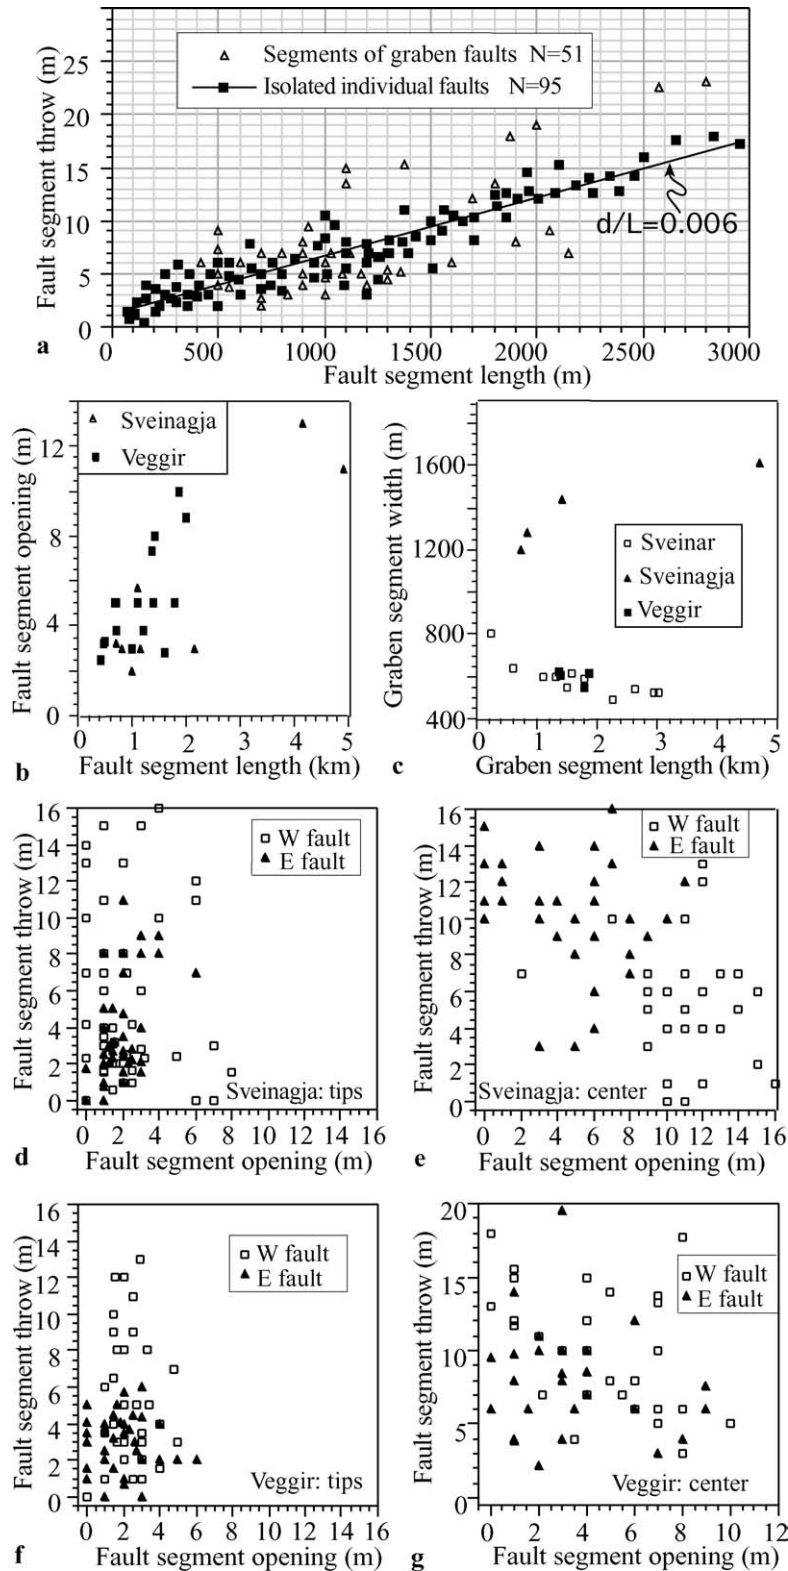 Fault segment throw (m)
25
20
15
10
5
0
Segments of graben faults N=51
Isolated individual faults N=95
d/L=0.006
0 500 1000 1500 2000 2500 3000
a
Fault segment length (m)
Fault segment opening (m)
12
8
4
0
Sveinagja
Veggir
0 1 2 3 4 5
b
Fault segment length (km)
Graben segment width (m)
1600
1200
800
400
Sveinar
Sveinagja
Veggir
0 1 2 3 4 5
c
Graben segment length (km)
Fault segment throw (m)
16
14
12
10
8
6
4
2
0
W fault
E fault
Sveinagja: tips
0 2 4 6 8 10 12 14 16
d
Fault segment opening (m)
Fault segment throw (m)
16
14
12
10
8
6
4
2
0
W fault
E fault
Sveinagja: center
0 2 4 6 8 10 12 14 16
e
Fault segment opening (m)
Fault segment throw (m)
16
14
12
10
8
6
4
2
0
W fault
E fault
Veggir: tips
0 2 4 6 8 10 12 14 16
f
Fault segment opening (m)
Fault segment throw (m)
20
15
10
5
0
W fault
E fault
Veggir: center
0 2 4 6 8 10 12
g
Fault segment opening (m)